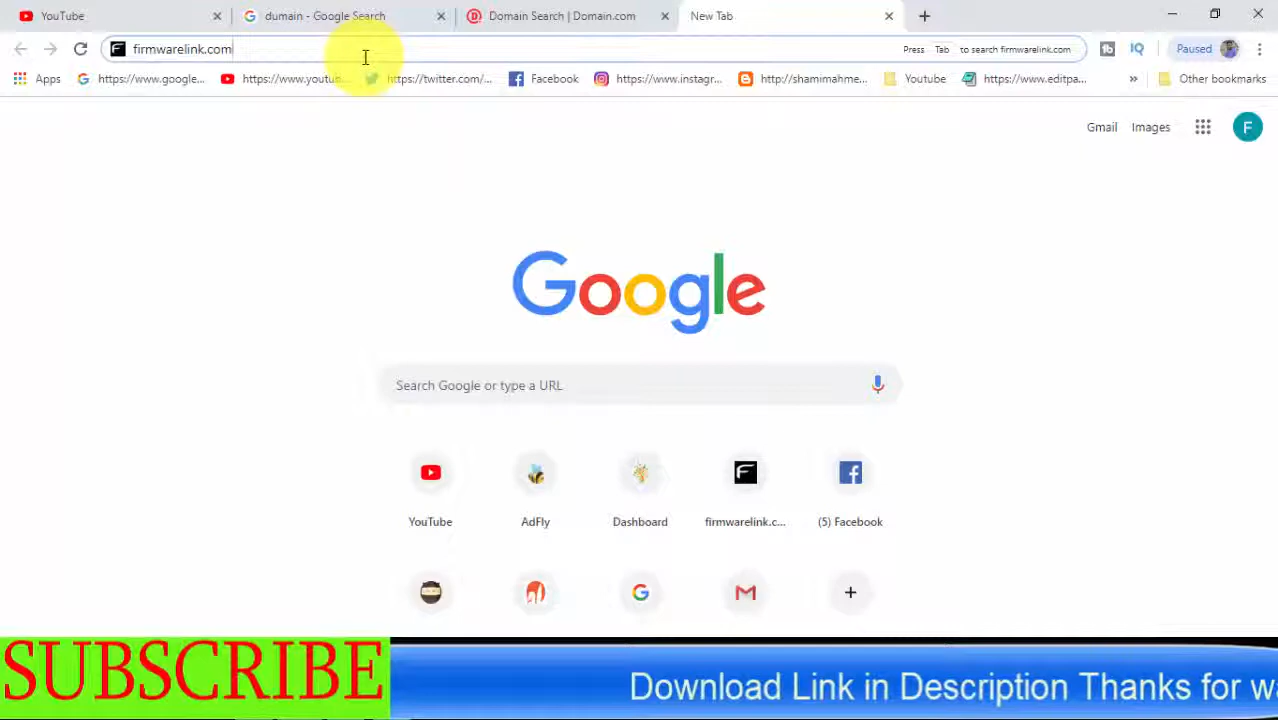 YouTube
dumain - Google Search
Domain Search | Domain.com
New Tab
firmwarelink.com
Press Tab to search firmwarelink.com
Paused
Apps
https://www.google...
https://www.youtub...
https://twitter.com/...
Facebook
https://www.instagr...
http://shamimahme...
Youtube
https://www.editpa...
»
Other bookmarks
Gmail
Images
F
Google
Search Google or type a URL
YouTube
AdFly
Dashboard
firmwarelink.c...
(5) Facebook
SUBSCRIBE
Download Link in Description Thanks for wa